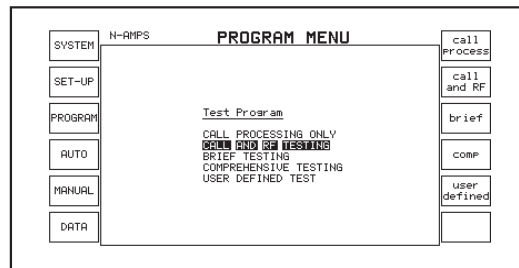 N-AMPS
PROGRAM MENU
SYSTEM
SET-UP
PROGRAM
AUTO
MANUAL
DATA
Test Program
CALL PROCESSING ONLY
CALL AND RF TESTING
BRIEF TESTING
COMPREHENSIVE TESTING
USER DEFINED TEST
call
process
call
and RF
brief
comp
user
defined